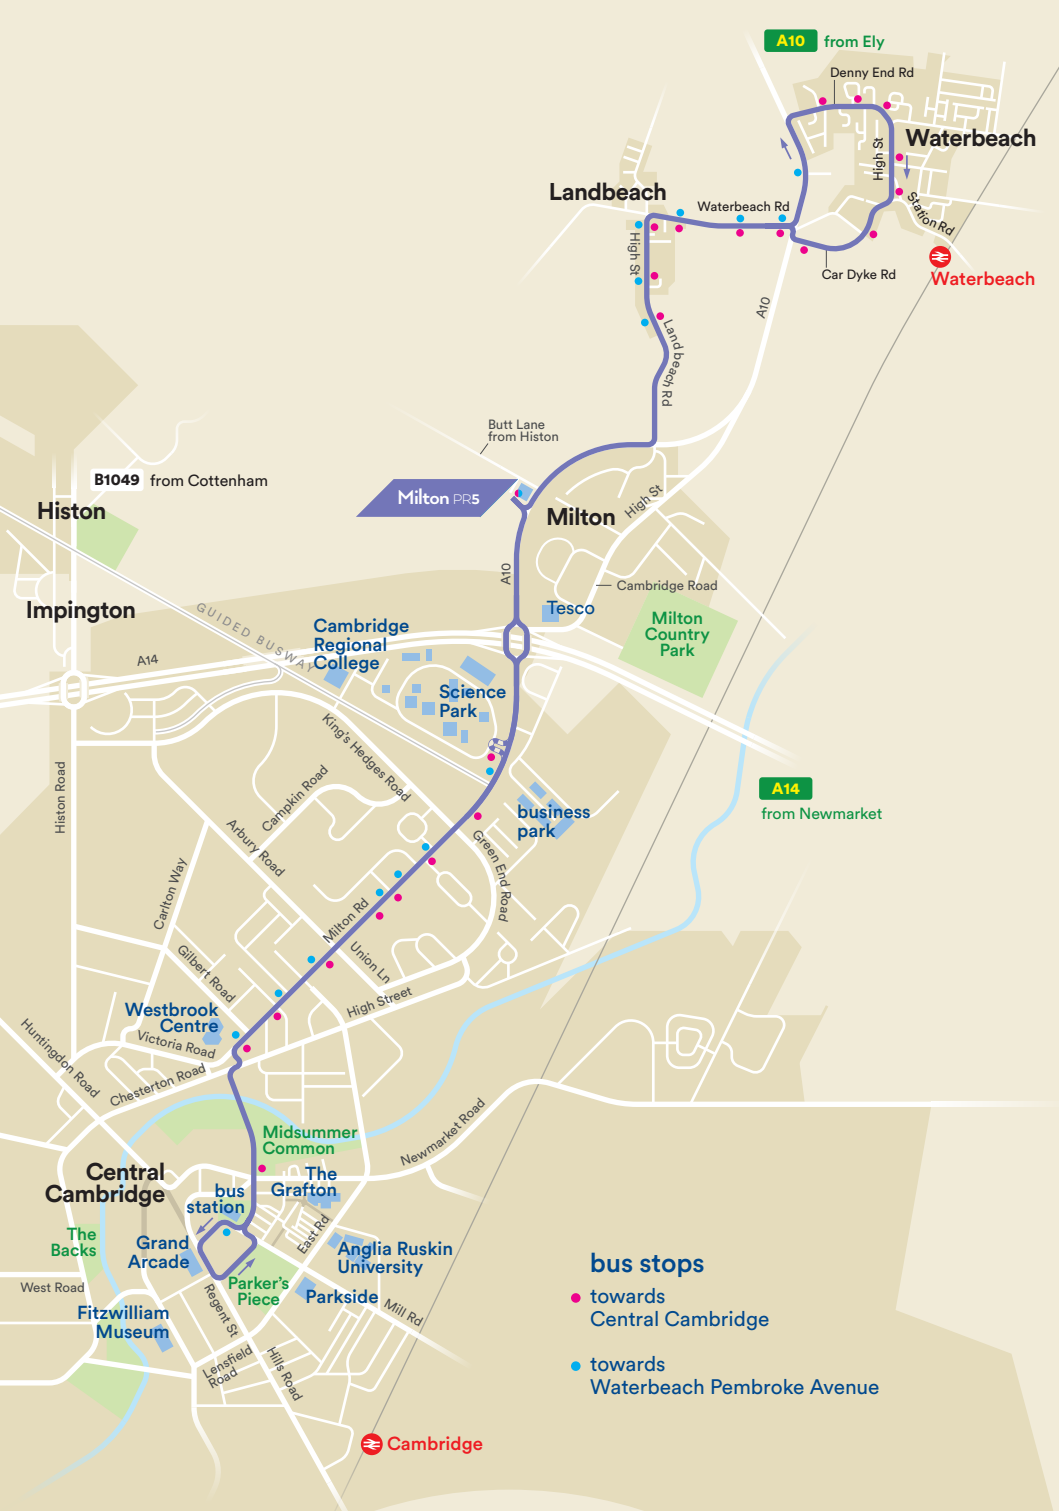 A10 from Ely
Denny End Rd
Waterbeach
High St
Landbeach
Waterbeach Rd
Station Rd
High St
Car Dyke Rd
Waterbeach
A10
Landbeach Rd
Butt Lane
from Histon
B1049 from Cottenham
Milton PR5
High St
Histon
Milton
A10
Cambridge Road
Tesco
Impington
GUIDED BUSWAY
Milton
Country
Park
Cambridge
Regional
College
A14
Science
Park
King's Hedges Road
A14
from Newmarket
Histon Road
Campkin Road
business
park
Arbury Road
Green End Road
Carlton Way
Milton Rd
Union Ln
Gilbert Road
High Street
Westbrook
Centre
Victoria Road
Huntingdon Road
Chesterton Road
Midsummer
Common
Newmarket Road
Central
Cambridge
The
Grafton
bus
station
East Rd
The
Backs
Grand
Arcade
Anglia Ruskin
University
Parker's
Piece
Parkside
West Road
Regent St
Mill Rd
Fitzwilliam
Museum
Lensfield
Road
Hills Road
bus stops
towards
Central Cambridge
towards
Waterbeach Pembroke Avenue
Cambridge